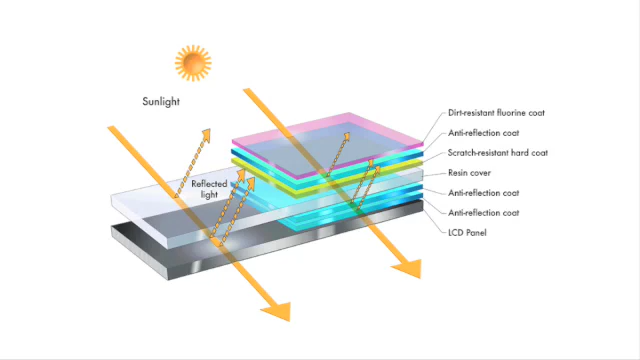 Sunlight
Reflected
light
Dirt-resistant fluorine coat
Anti-reflection coat
Scratch-resistant hard coat
Resin cover
Anti-reflection coat
Anti-reflection coat
LCD Panel